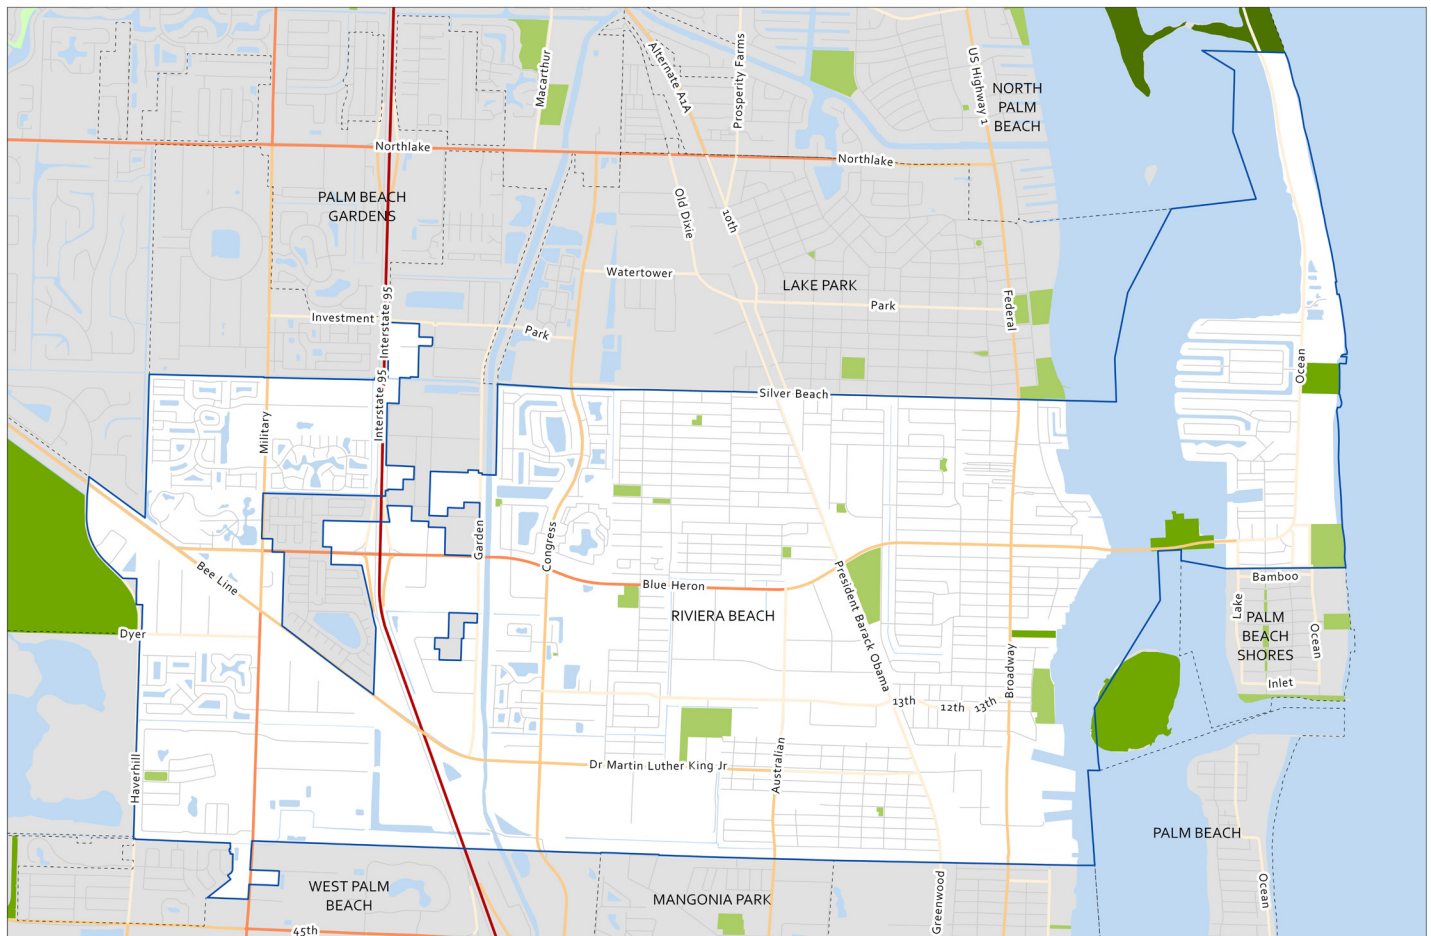 Macarthur
Alternate A1A
Prosperity Farms
US Highway 1
NORTH
PALM
BEACH
Northlake
Northlake
PALM BEACH
GARDENS
Old Dixie
10th
Watertower
LAKE PARK
Investment
Interstate 95
Park
Park
Federal
Ocean
Silver Beach
Military
Interstate 95
Garden
Congress
Bee Line
Blue Heron
RIVIERA BEACH
President Barack Obama
Bamboo
Lake
PALM
BEACH
SHORES
Ocean
Inlet
Dyer
Broadway
13th
12th
13th
Haverhill
Dr Martin Luther King Jr
Australian
PALM BEACH
WEST PALM
BEACH
MANGONIA PARK
Greenwood
Ocean
45th